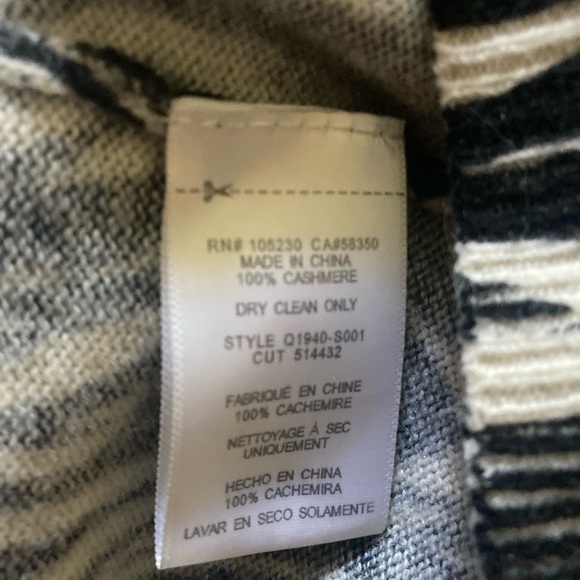 RN# 105230 CA#58350
MADE IN CHINA
100% CASHMERE
DRY CLEAN ONLY
STYLE Q1940-S001
CUT 514432
FABRIQUÉ EN CHINE
100% CACHEMIRE
NETTOYAGE À SEC
UNIQUEMENT
HECHO EN CHINA
100% CACHEMIRA
LAVAR EN SECO SOLAMENTE